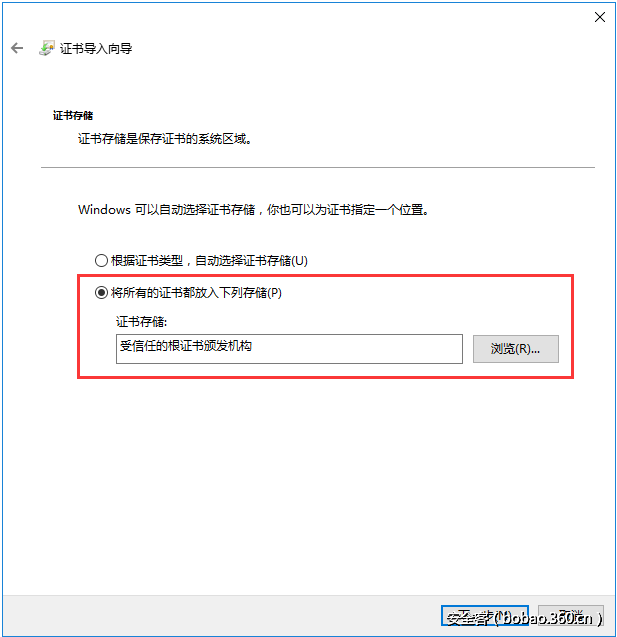 证书导入向导
证书存储
证书存储是保存证书的系统区域。
Windows 可以自动选择证书存储，你也可以为证书指定一个位置。
根据证书类型，自动选择证书存储(U)
将所有的证书都放入下列存储(P)
证书存储:
受信任的根证书颁发机构
浏览(R)...
安全客 ( bobao.360.cn )